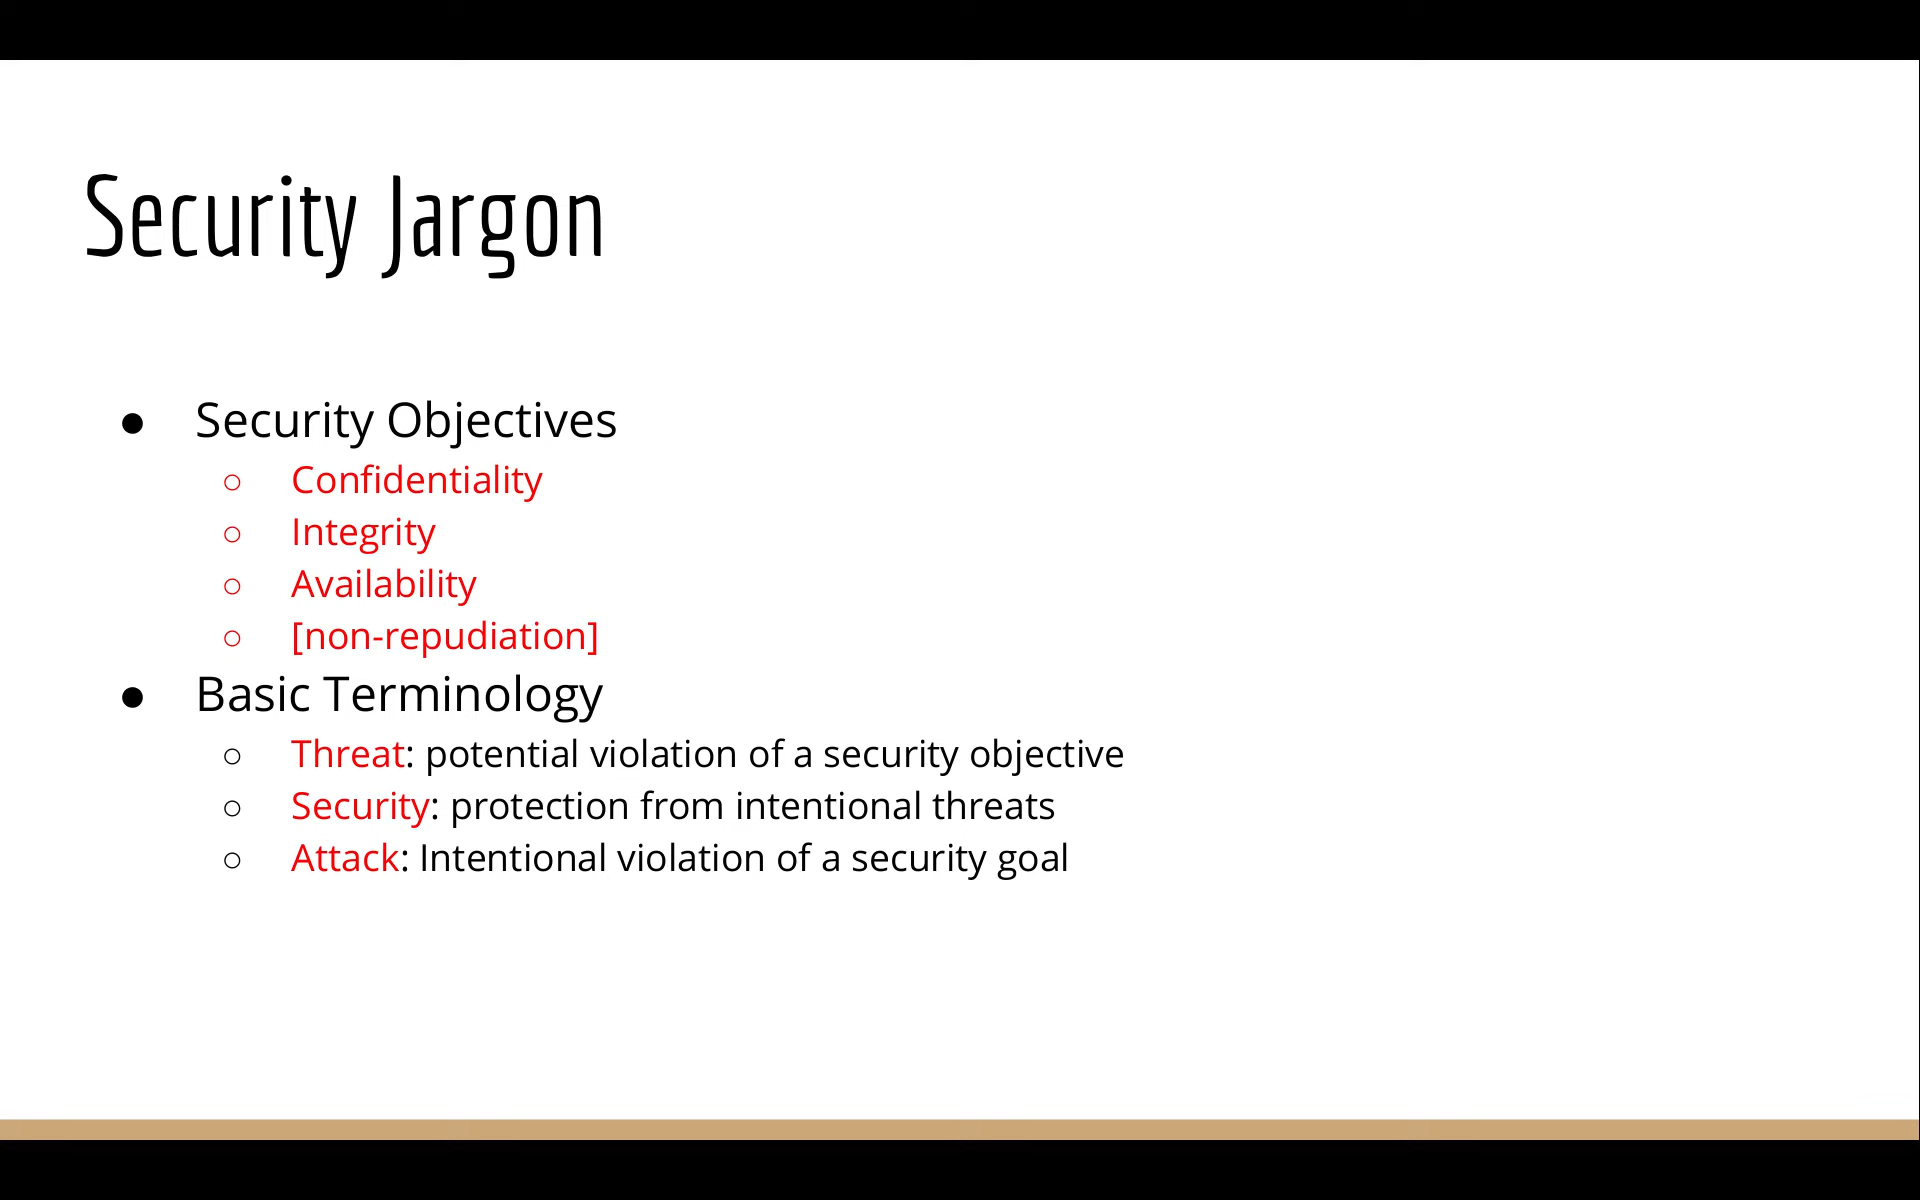 Security Jargon
● Security Objectives
○ Confidentiality
○ Integrity
○ Availability
○ [non-repudiation]
● Basic Terminology
○ Threat: potential violation of a security objective
○ Security: protection from intentional threats
○ Attack: Intentional violation of a security goal